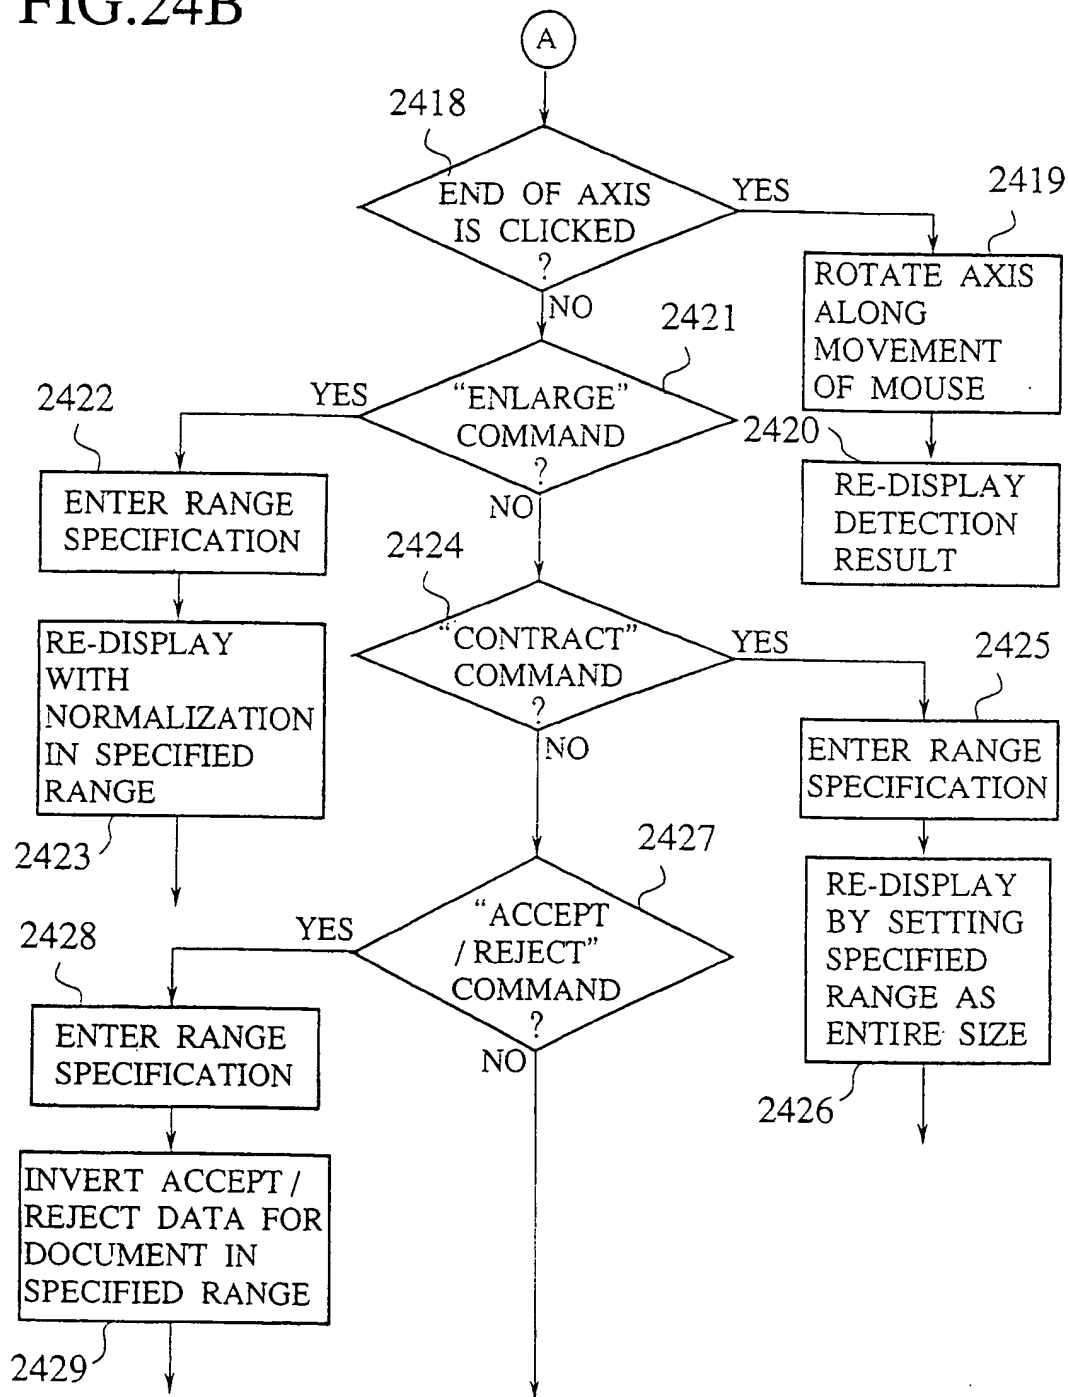 FIG.24B
A
2418
END OF AXIS
IS CLICKED
?
YES
NO
2419
ROTATE AXIS
ALONG
MOVEMENT
OF MOUSE
2420
RE-DISPLAY
DETECTION
RESULT
2421
"ENLARGE"
COMMAND
?
YES
NO
2422
ENTER RANGE
SPECIFICATION
RE-DISPLAY
WITH
NORMALIZATION
IN SPECIFIED
RANGE
2423
2424
"CONTRACT"
COMMAND
?
YES
NO
2425
ENTER RANGE
SPECIFICATION
RE-DISPLAY
BY SETTING
SPECIFIED
RANGE AS
ENTIRE SIZE
2426
2427
"ACCEPT
/ REJECT"
COMMAND
?
YES
NO
2428
ENTER RANGE
SPECIFICATION
INVERT ACCEPT /
REJECT DATA FOR
DOCUMENT IN
SPECIFIED RANGE
2429